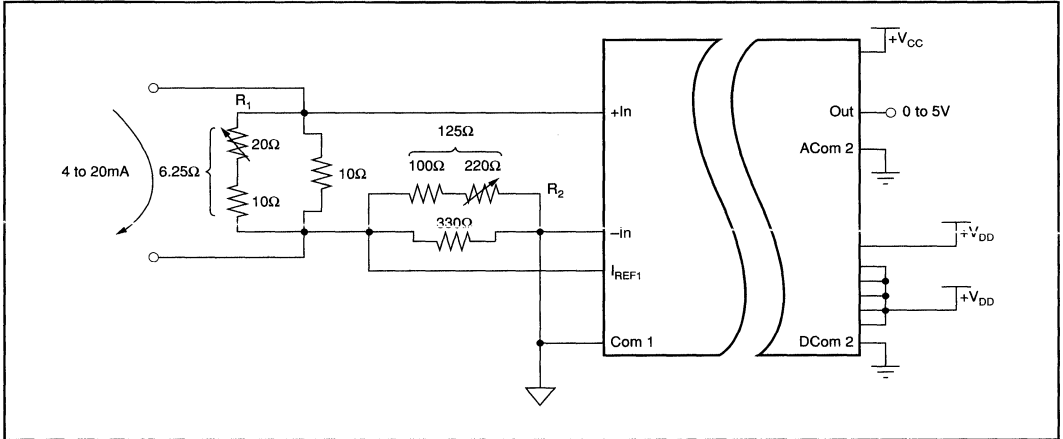 +V_CC
R_1
+In
Out
0 to 5V
125Ω
20Ω
100Ω
220Ω
ACom 2
4 to 20mA
6.25Ω
10Ω
R_2
10Ω
330Ω
–in
+V_DD
I_REF1
+V_DD
Com 1
DCom 2